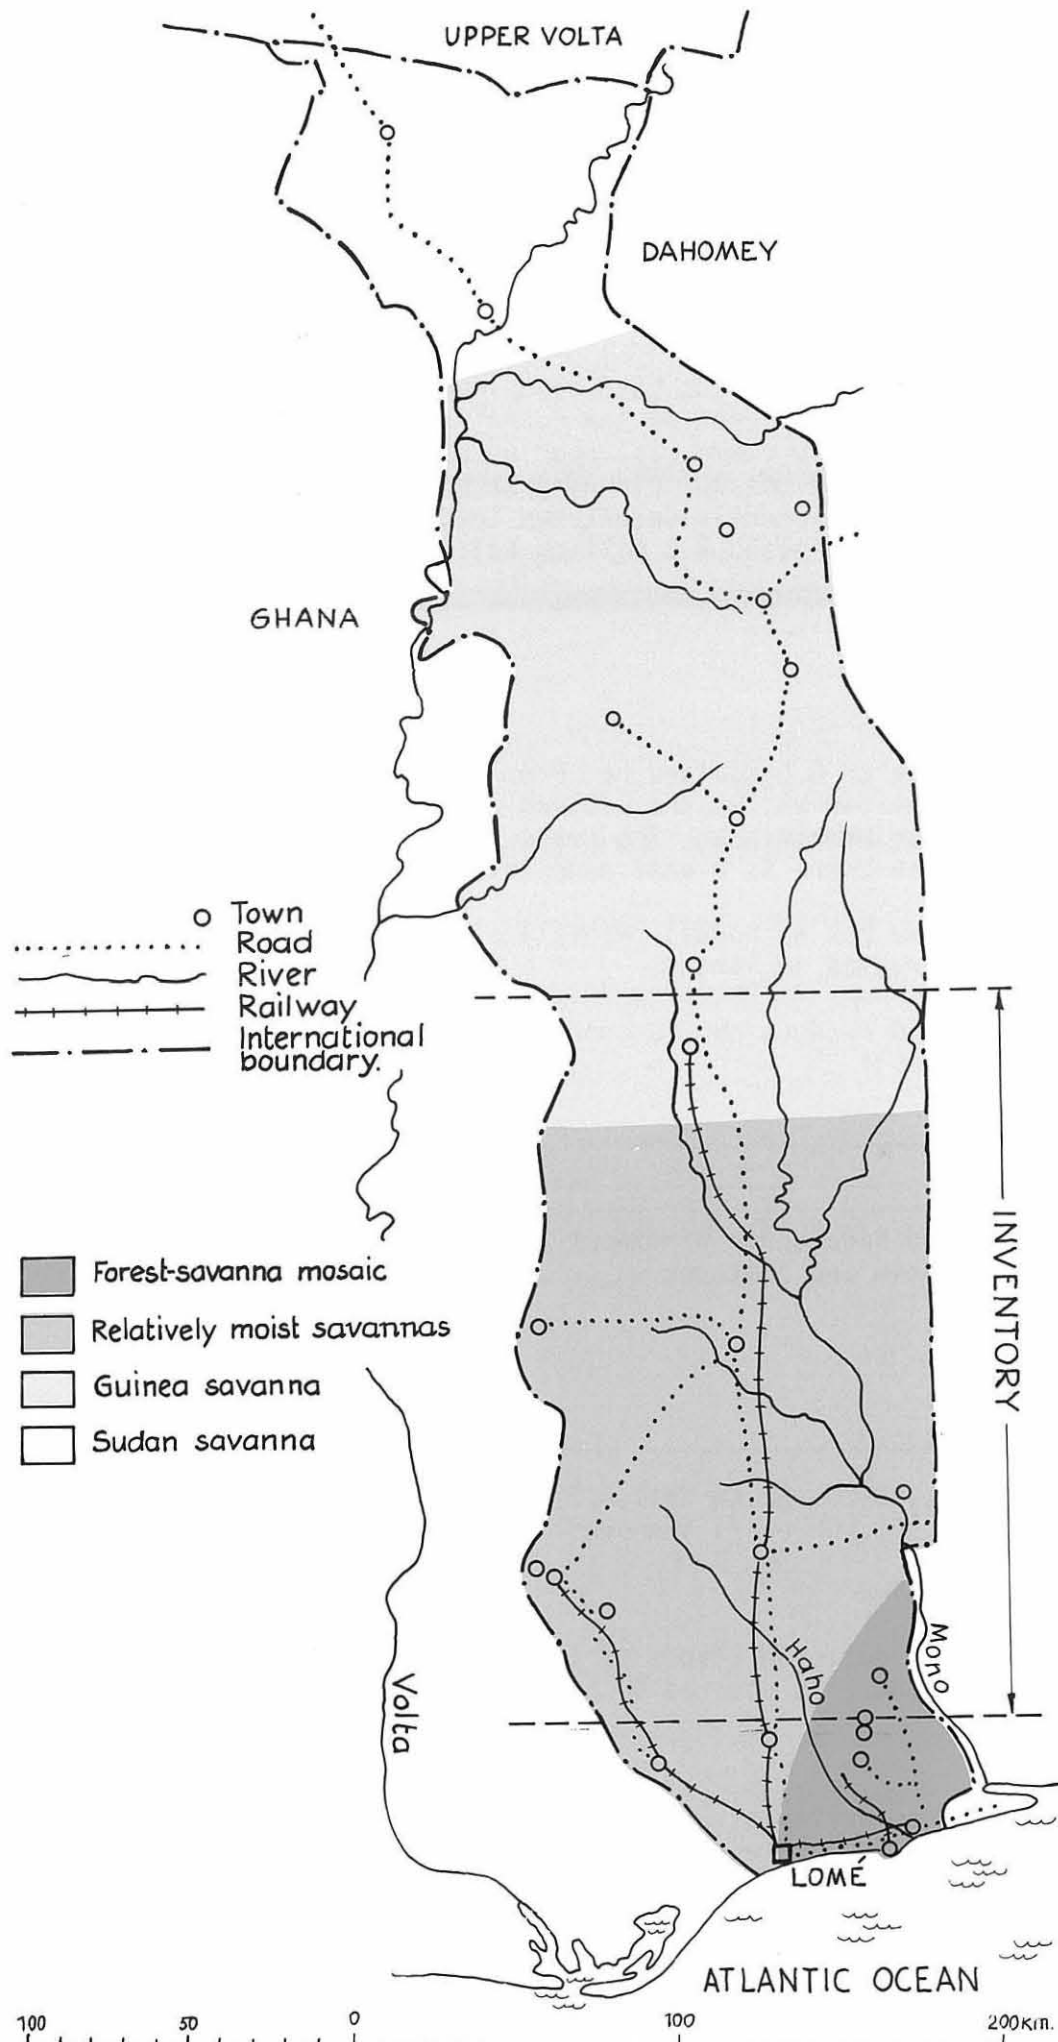 UPPER VOLTA
DAHOMEY
GHANA
Town
Road
River
Railway
International
boundary.
INVENTORY
Forest-savanna mosaic
Relatively moist savannas
Guinea savanna
Sudan savanna
Haho
Mono
Volta
LOMÉ
ATLANTIC OCEAN
100 50 0 100 200Km.